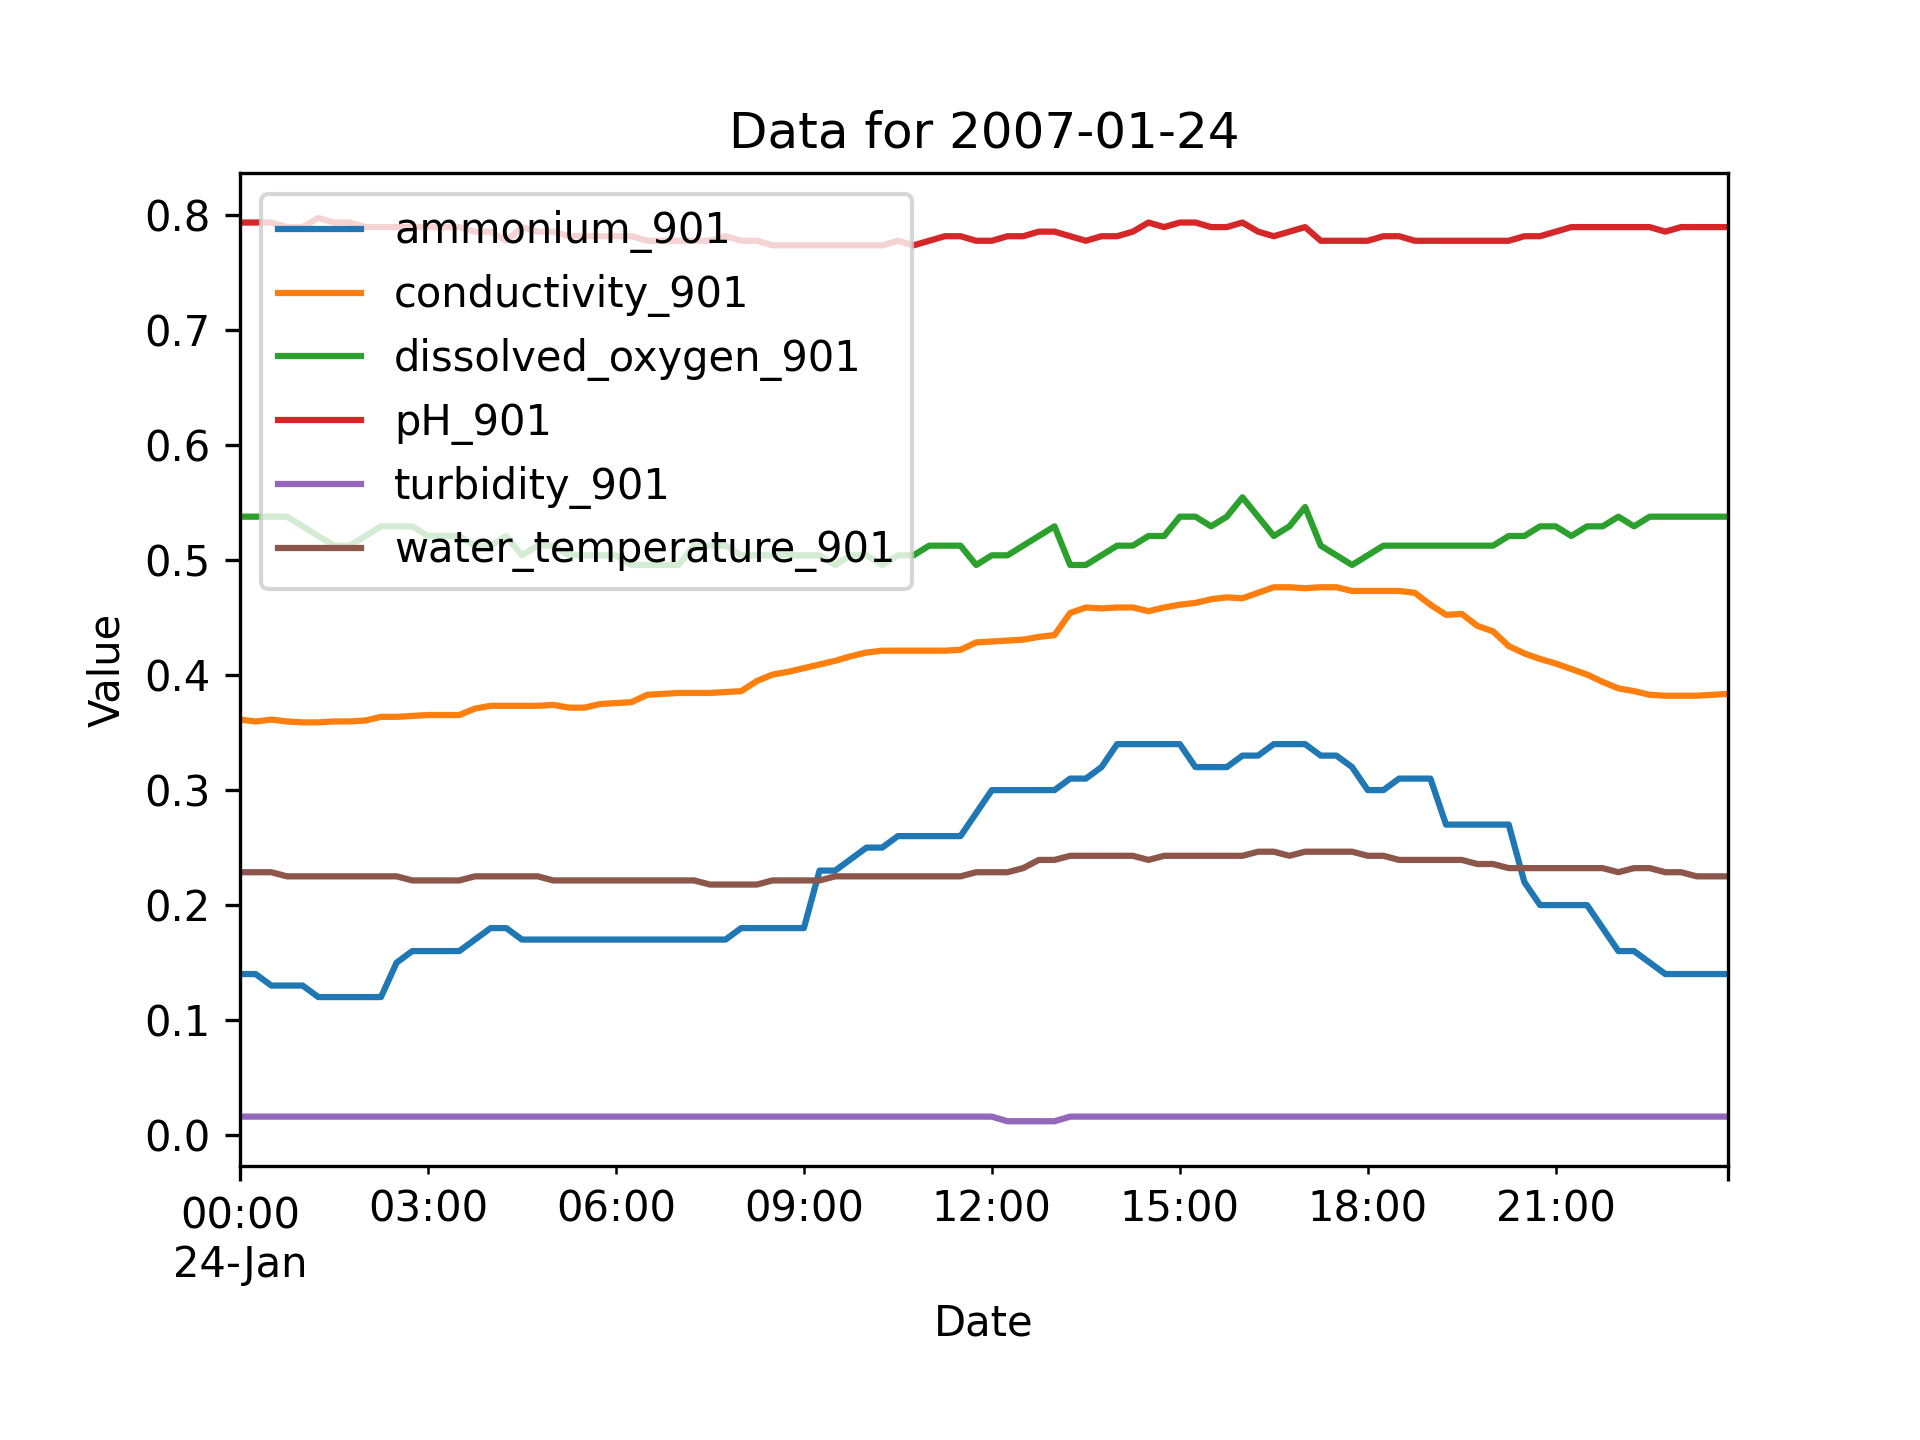 Data for 2007-01-24
ammonium_901
conductivity_901
dissolved_oxygen_901
pH_901
turbidity_901
water_temperature_901
0.8
0.7
0.6
0.5
0.4
0.3
0.2
0.1
0.0
Value
00:00 03:00 06:00 09:00 12:00 15:00 18:00 21:00
24-Jan
Date